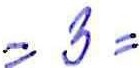 = 3 =